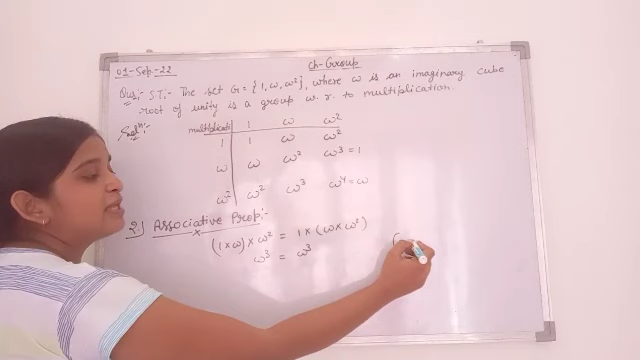 Ch-Group
01-Sep-22
Ques:- S.T:- The set G = {1, ω, ω²}, where ω is an imaginary cube
root of unity is a group w.r. to multiplication.
Solⁿ:-
multiplicati 1 ω ω²
1 1 ω ω²
ω ω ω² ω³ = 1
ω² ω² ω³ ω⁴ = ω
2) Associative Prop:-
(1 × ω) × ω² = 1 × (ω × ω²)
ω³ = ω³
(